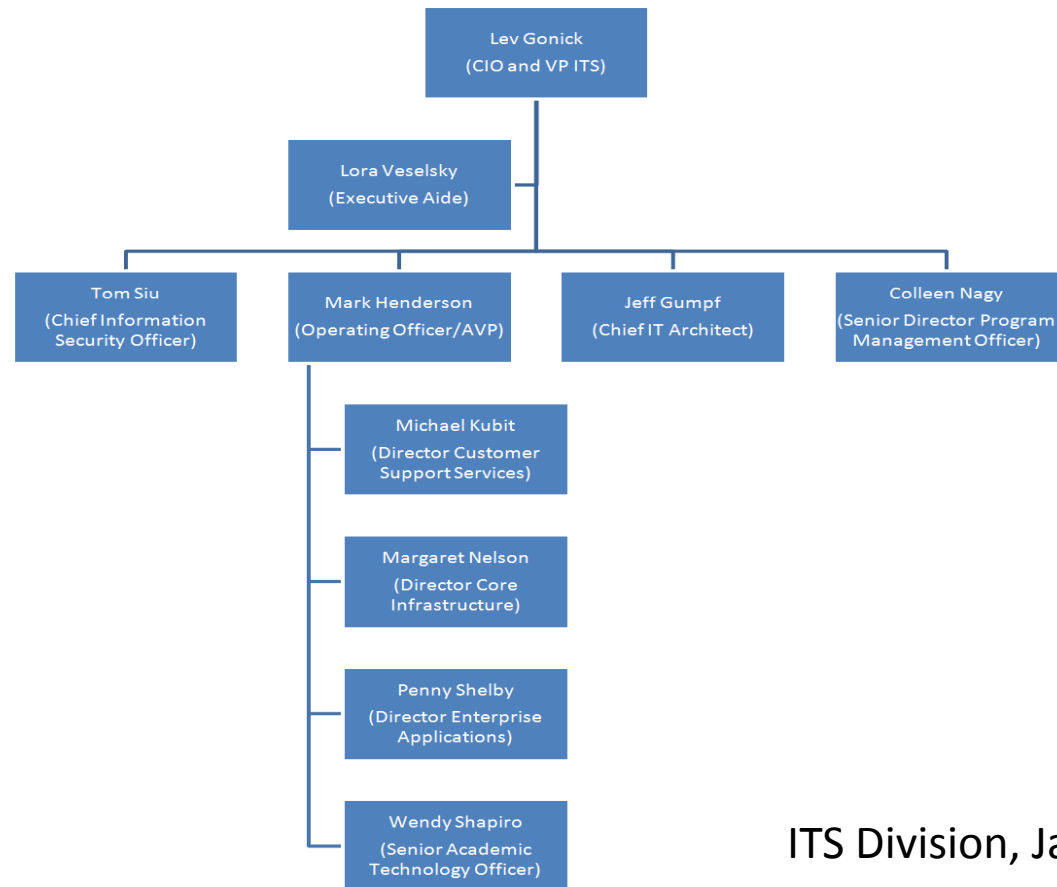 Lev Gonick
(CIO and VP ITS)
Lora Veselsky
(Executive Aide)
Tom Siu
(Chief Information
Security Officer)
Mark Henderson
(Operating Officer/AVP)
Jeff Gumpf
(Chief IT Architect)
Colleen Nagy
(Senior Director Program
Management Officer)
Michael Kubit
(Director Customer
Support Services)
Margaret Nelson
(Director Core
Infrastructure)
Penny Shelby
(Director Enterprise
Applications)
Wendy Shapiro
(Senior Academic
Technology Officer)
ITS Division, Ja